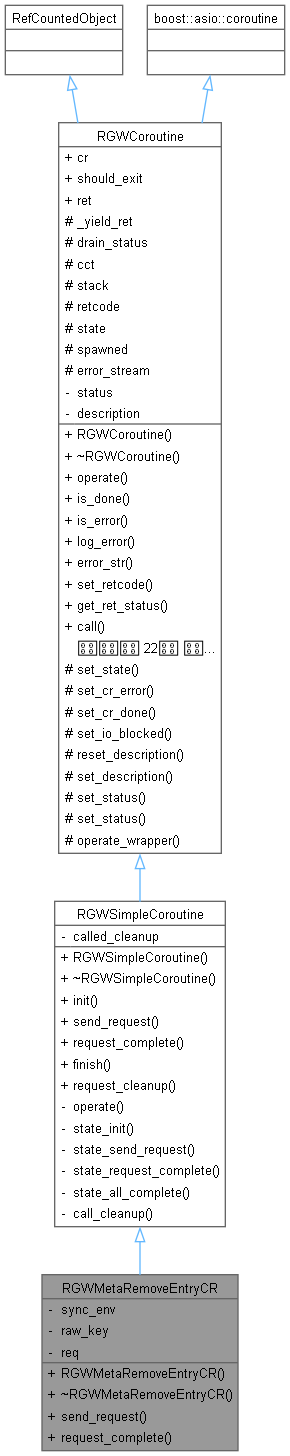 RefCountedObject
boost::asio::coroutine
RGWCoroutine
+ cr
+ should_exit
+ ret
# _yield_ret
# drain_status
# cct
# stack
# retcode
# state
# spawned
# error_stream
- status
- description
+ RGWCoroutine()
+ ~RGWCoroutine()
+ operate()
+ is_done()
+ is_error()
+ log_error()
+ error_str()
+ set_retcode()
+ get_ret_status()
+ call()
22 ...
# set_state()
# set_cr_error()
# set_cr_done()
# set_io_blocked()
# reset_description()
# set_description()
# set_status()
# set_status()
# operate_wrapper()
RGWSimpleCoroutine
- called_cleanup
+ RGWSimpleCoroutine()
+ ~RGWSimpleCoroutine()
+ init()
+ send_request()
+ request_complete()
+ finish()
+ request_cleanup()
- operate()
- state_init()
- state_send_request()
- state_request_complete()
- state_all_complete()
- call_cleanup()
RGWMetaRemoveEntryCR
- sync_env
- raw_key
- req
+ RGWMetaRemoveEntryCR()
+ ~RGWMetaRemoveEntryCR()
+ send_request()
+ request_complete()